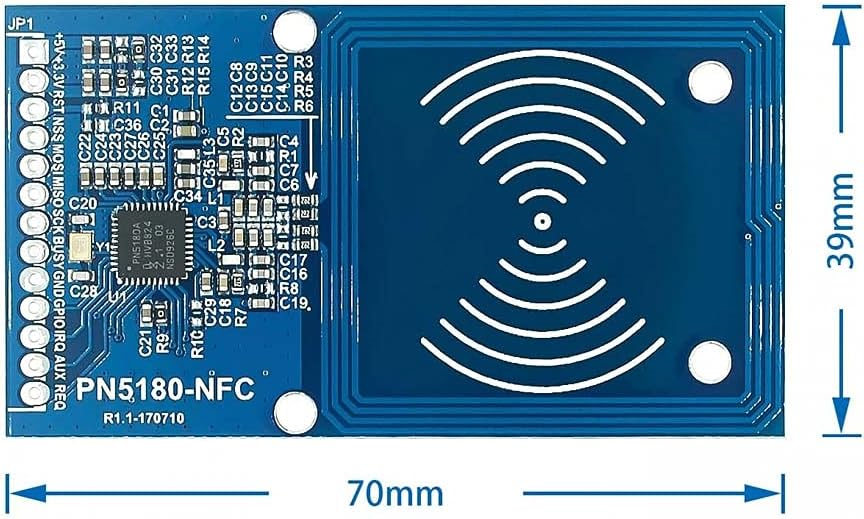 JP1
+5V +3.3V RST NSS MOSI MISO SCK BUSY GND GPIO IRQ AUX REQ
C32
C33
R13
R14
C30
C31
R12
R15
C8
C11
C10
R3
C13 C9
R4
C12
C15
C14
R5
R6
R11
C36
C22
C24
C23
C27
C26
C25
L3
C35
C34
C5
R2
C4
R1
C7
C6
L1
C3
L2
C20
Y1
C28
U1
PN5180A
HVB824
2.1 03
NSD926C
C17
C16
R8
C19
C29
C18
R7
C21
R9
R10
PN5180-NFC
R1.1-170710
39mm
70mm